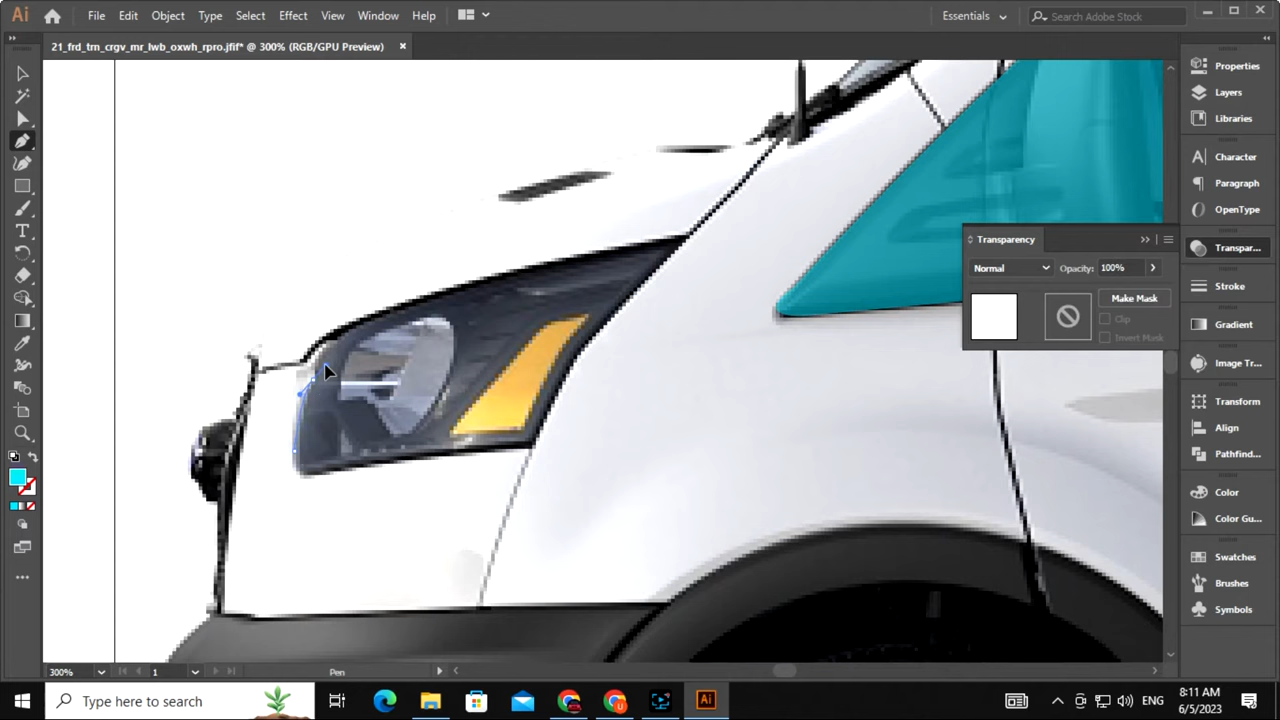 Ai File Edit Object Type Select Effect View Window Help Essentials Search Adobe Stock
21_frd_trn_crgv_mr_lwb_oxwh_rpro.jfif* @ 300% (RGB/GPU Preview) ×
Properties
Layers
Libraries
Character
Paragraph
OpenType
Transpar...
Stroke
Gradient
Image Tr...
Transform
Align
Pathfind...
Color
Color Gu...
Swatches
Brushes
Symbols
Transparency
Normal Opacity: 100%
Make Mask
Clip
Invert Mask
300% 1 Pen
Type here to search
Ai
ENG
8:11 AM
6/5/2023